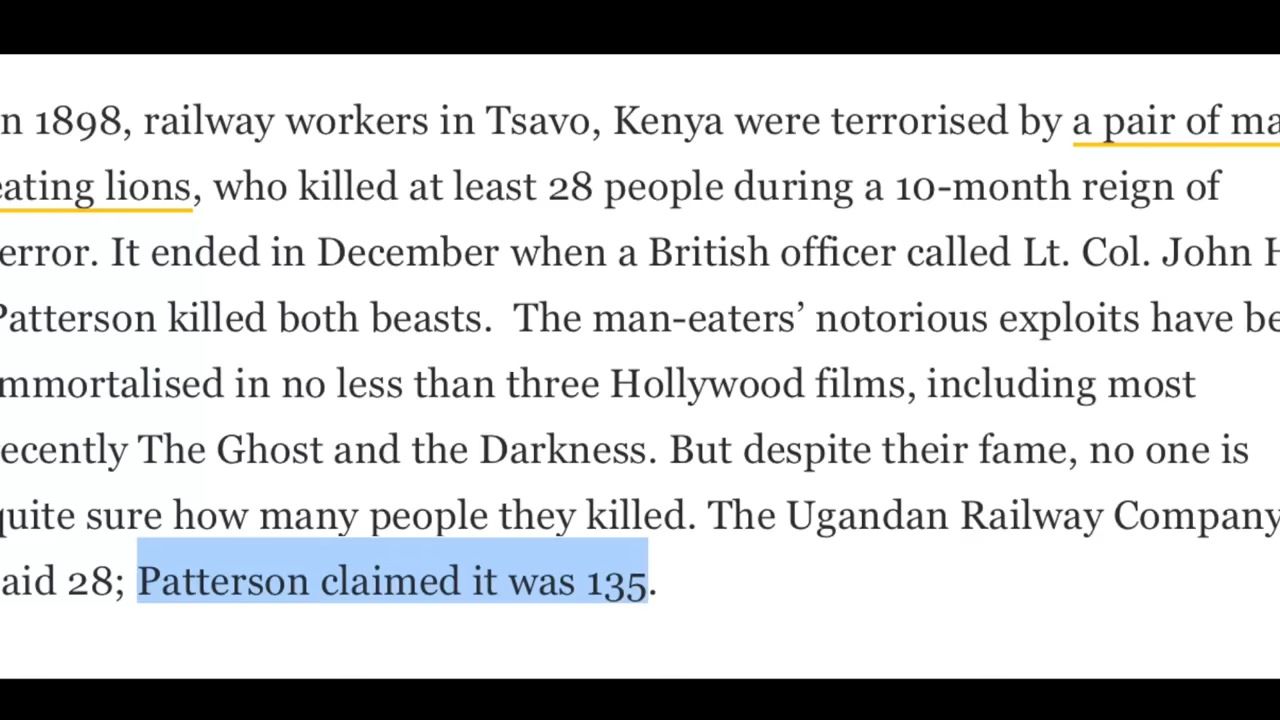 n 1898, railway workers in Tsavo, Kenya were terrorised by a pair of ma
eating lions, who killed at least 28 people during a 10-month reign of
error. It ended in December when a British officer called Lt. Col. John H
Patterson killed both beasts.  The man-eaters’ notorious exploits have be
mmortalised in no less than three Hollywood films, including most
ecently The Ghost and the Darkness. But despite their fame, no one is
quite sure how many people they killed. The Ugandan Railway Company
aid 28; Patterson claimed it was 135.